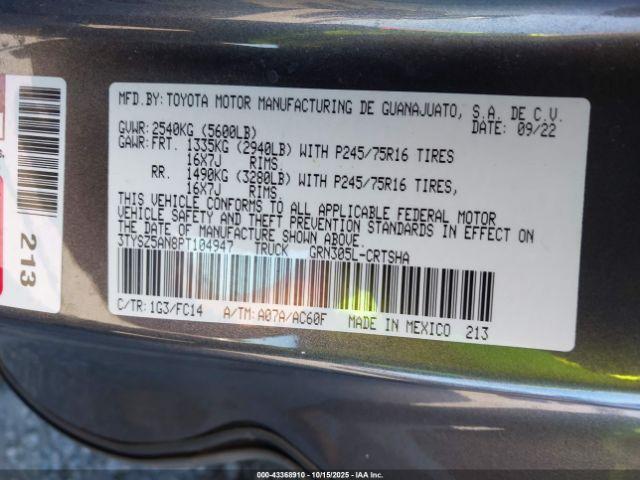 MFD.BY:TOYOTA MOTOR MANUFACTURING DE GUANAJUATO, S.A. DE C.V.
GVWR:2540KG (5600LB) DATE: 09/22
GAWR:FRT. 1335KG (2940LB) WITH P245/75R16 TIRES
16X7J RIMS,
RR. 1490KG (3280LB) WITH P245/75R16 TIRES,
16X7J RIMS,
THIS VEHICLE CONFORMS TO ALL APPLICABLE FEDERAL MOTOR
VEHICLE SAFETY AND THEFT PREVENTION STANDARDS IN EFFECT ON
THE DATE OF MANUFACTURE SHOWN ABOVE.
3TYSZ5AN8PT104947 TRUCK GRN305L-CRTSHA
C/TR:1G3/FC14 A/TM:A07A/AC60F MADE IN MEXICO 213
213
000-43368910 | 10/15/2025 | IAAI, Inc.